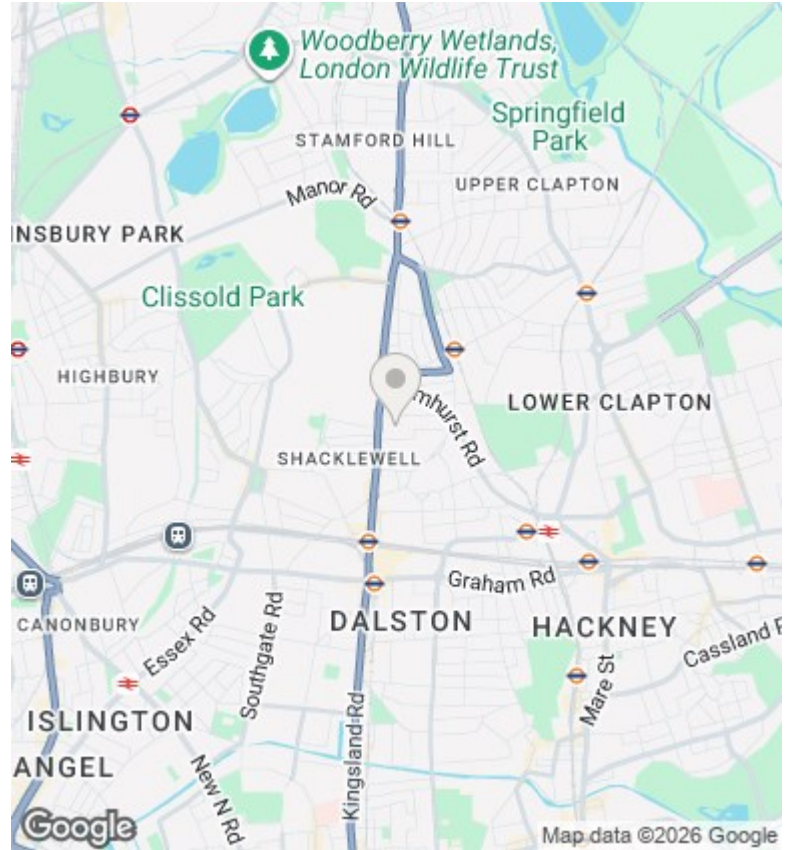 Woodberry Wetlands,
London Wildlife Trust
STAMFORD HILL
Springfield
Park
UPPER CLAPTON
Manor Rd
INSBURY PARK
Clissold Park
HIGHBURY
LOWER CLAPTON
mhurst Rd
SHACKLEWELL
Graham Rd
DALSTON
HACKNEY
CANONBURY
Essex Rd
Southgate Rd
Cassland R
Mare St
ISLINGTON
ANGEL
New N Rd
Kingsland Rd
Google
Map data ©2026 Google